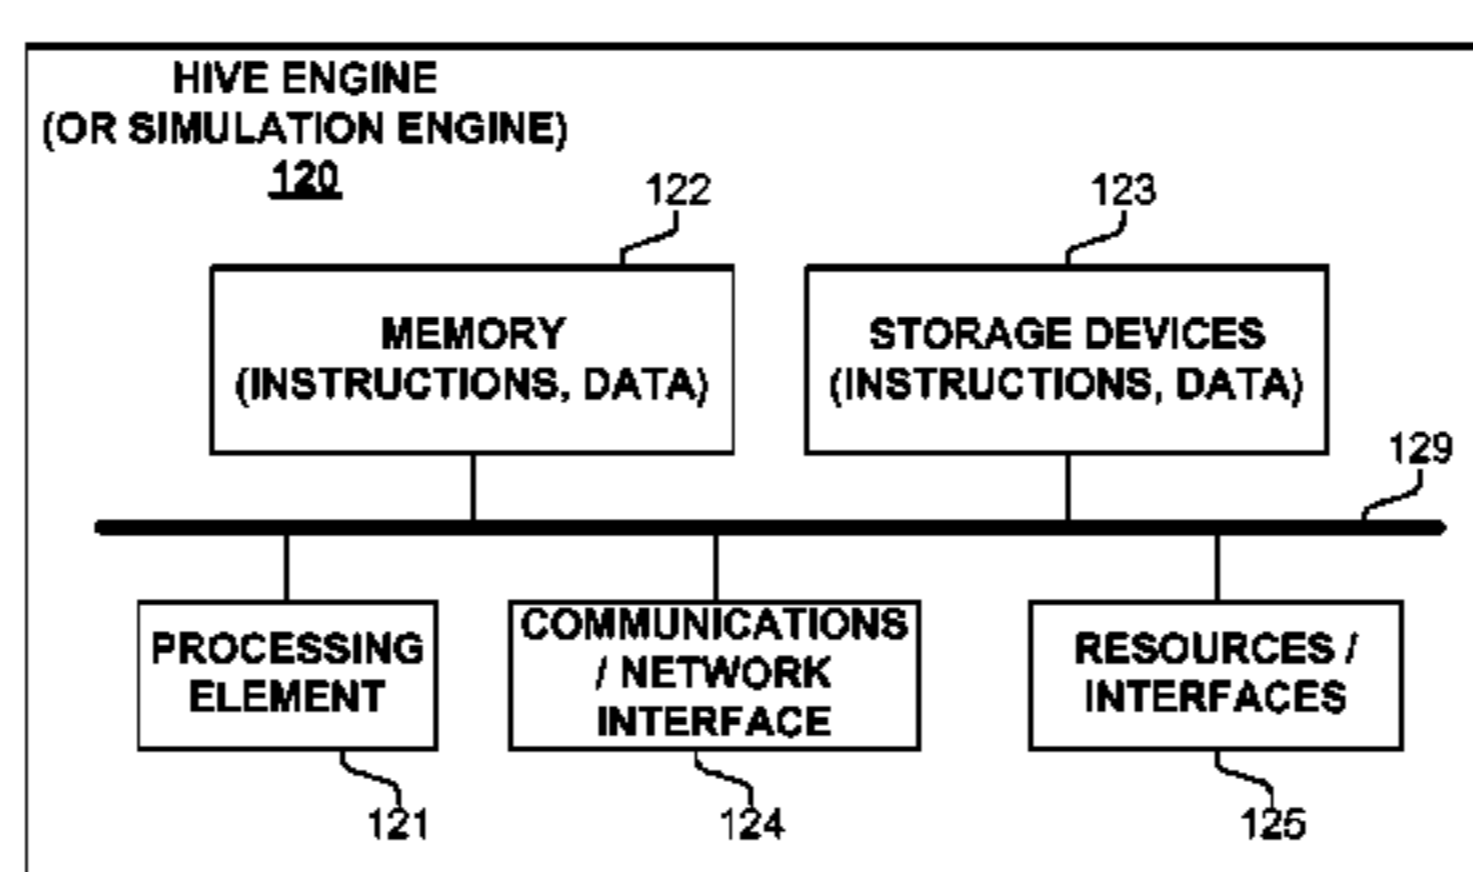 HIVE ENGINE
(OR SIMULATION ENGINE)
120
122
123
MEMORY
(INSTRUCTIONS, DATA)
STORAGE DEVICES
(INSTRUCTIONS, DATA)
129
PROCESSING
ELEMENT
COMMUNICATIONS
/ NETWORK
INTERFACE
RESOURCES /
INTERFACES
121
124
125